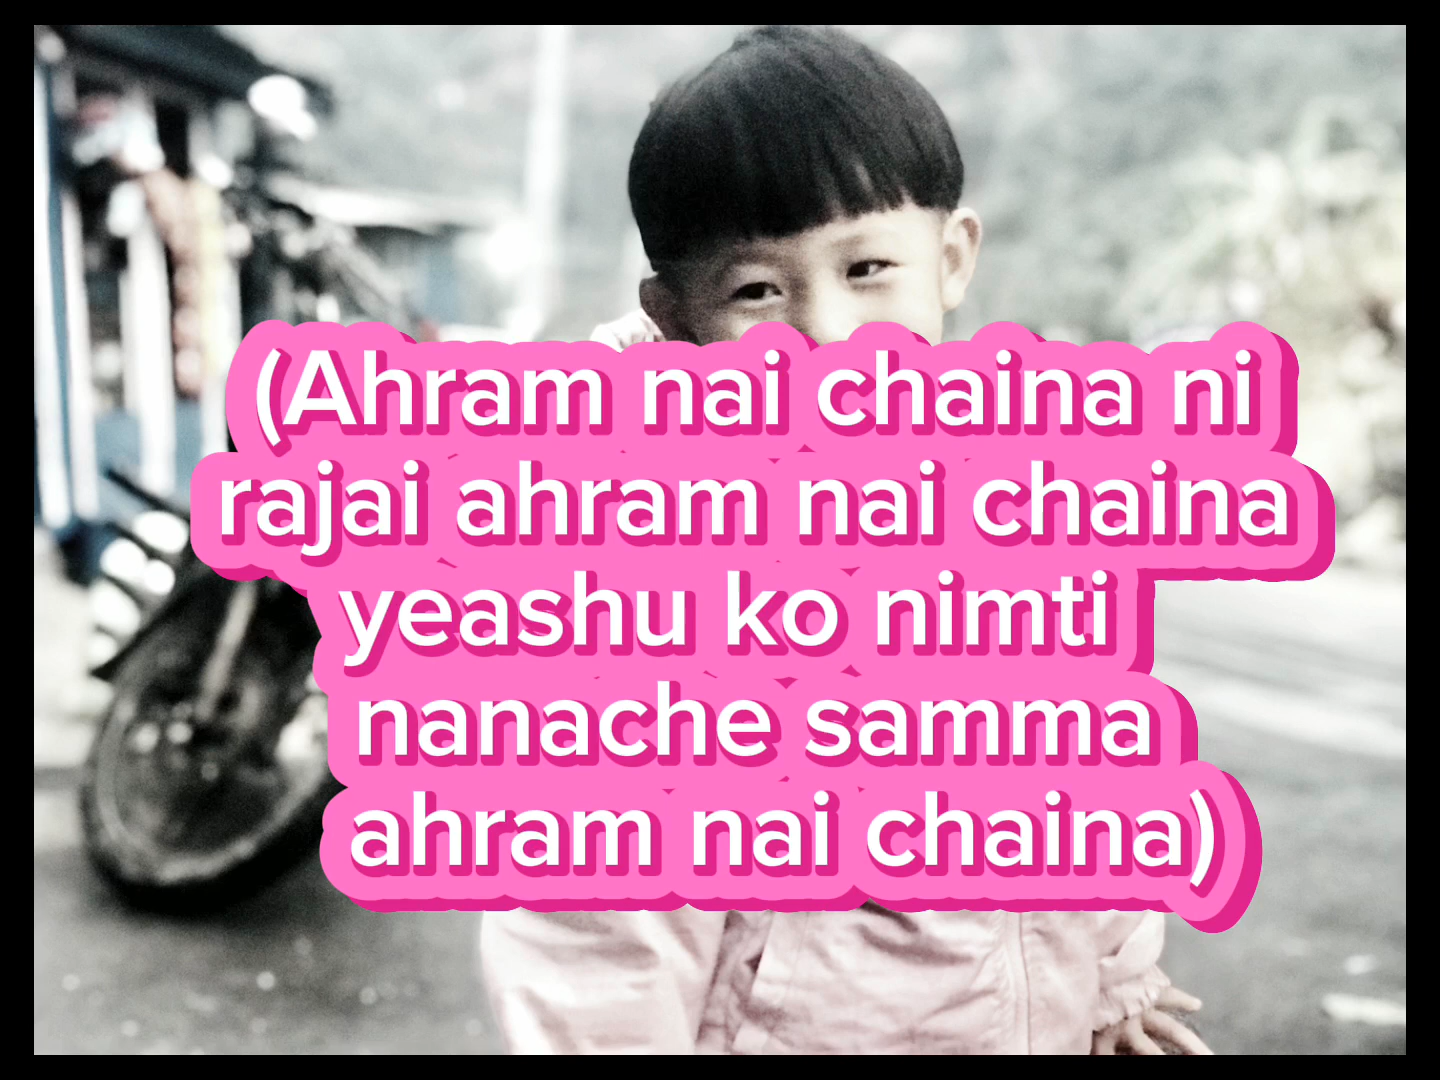 (Ahram nai chaina ni
rajai ahram nai chaina
yeashu ko nimti
nanache samma
ahram nai chaina)